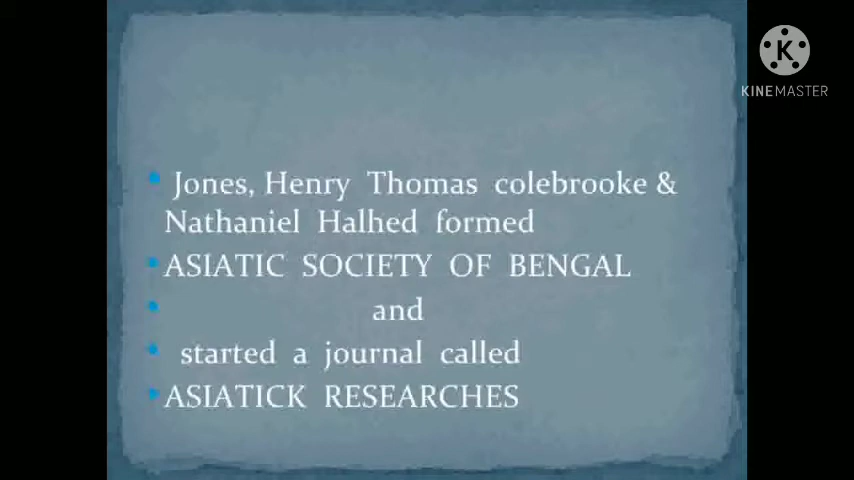 K
KINEMASTER
Jones, Henry Thomas colebrooke &
Nathaniel Halhed formed
ASIATIC SOCIETY OF BENGAL
and
started a journal called
ASIATICK RESEARCHES